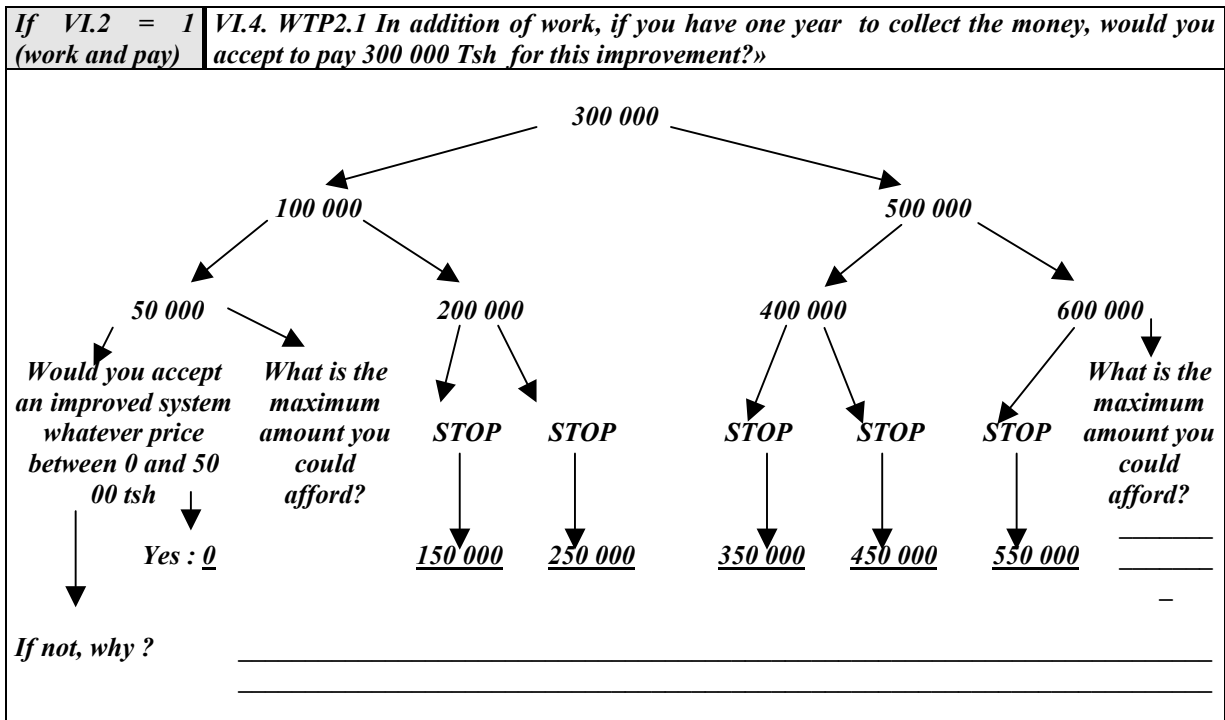 If VI.2 = 1 (work and pay)
VI.4. WTP2.1 In addition of work, if you have one year to collect the money, would you
accept to pay 300 000 Tsh for this improvement?»
300 000
100 000 500 000
50 000 200 000 400 000 600 000
Would you accept
an improved system
whatever price
between 0 and 50
00 tsh
What is the
maximum
amount you
could
afford?
STOP STOP STOP STOP STOP
What is the
maximum
amount you
could
afford?
Yes : 0 150 000 250 000 350 000 450 000 550 000
If not, why ?